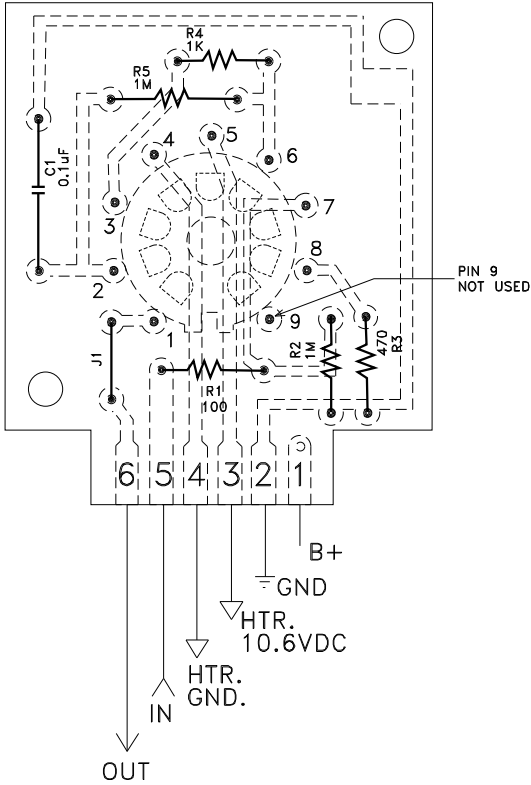 R4
1K
R5
1M
4
5
6
C1
0.1uF
3
7
8
2
PIN 9
NOT USED
1
9
J1
R2
1M
470
R3
R1
100
6 5 4 3 2 1
B+
GND
HTR.
10.6VDC
HTR.
GND.
IN
OUT